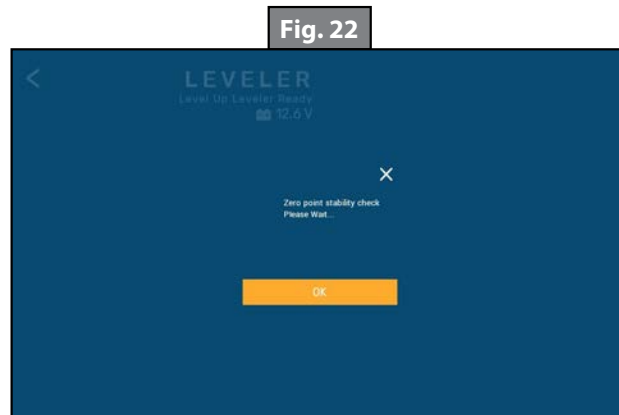 Fig. 22
LEVELER
Level Up Leveler Ready
12.6 V
Zero point stability check
Please Wait...
OK